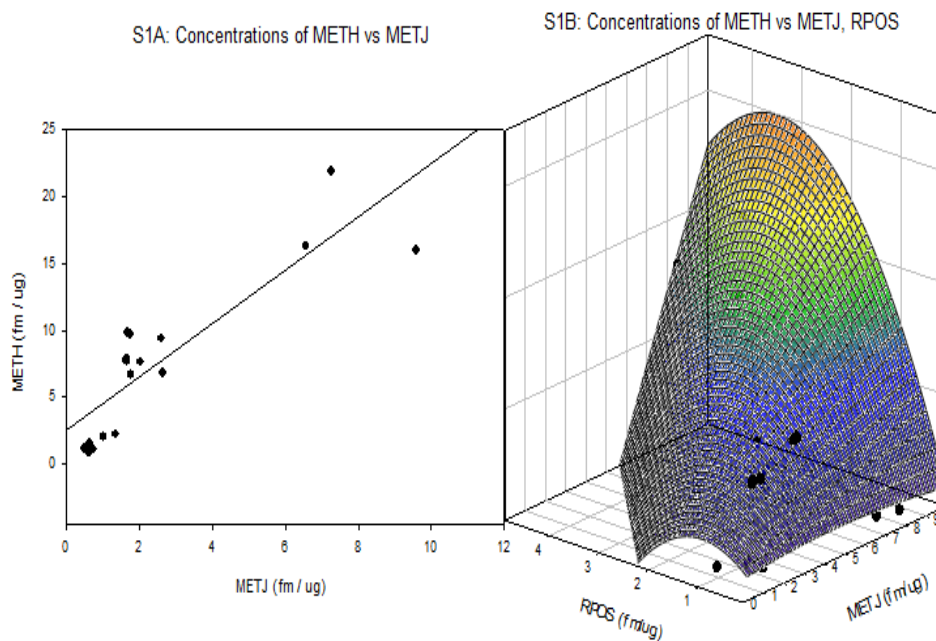 S1A: Concentrations of METH vs METJ
25
20
15
10
5
0
METH (fm / ug)
0 2 4 6 8 10 12
METJ (fm / ug)
S1B: Concentrations of METH vs METJ, RPOS
4 3 2 1
RPOS (fm/ug)
0 1 2 3 4 5 6 7 8 9
METJ (fm/ug)